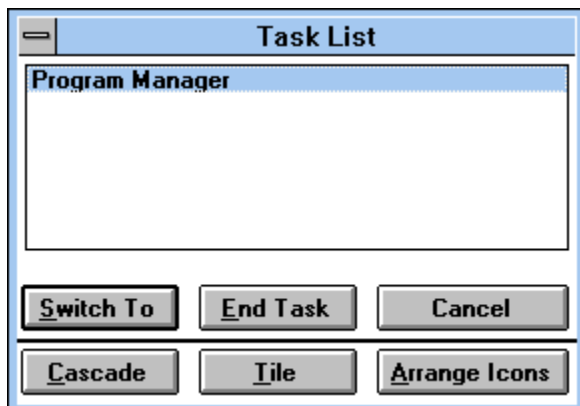 Task List
Program Manager
Switch To
End Task
Cancel
Cascade
Tile
Arrange Icons